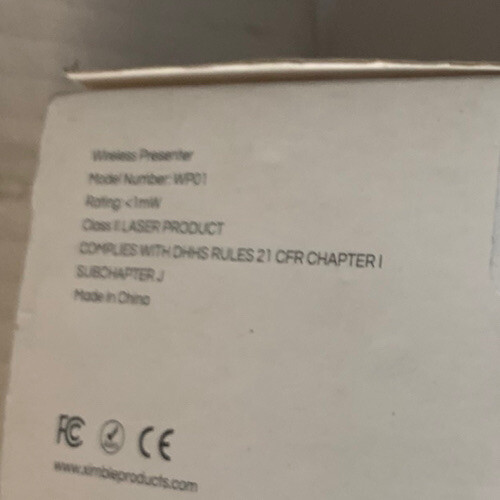 Wireless Presenter
Model Number: WP01
Rating: <1mW
Class II LASER PRODUCT
COMPLIES WITH DHHS RULES 21 CFR CHAPTER I
SUBCHAPTER J
Made In China
FC CE
www.ximbleproducts.com